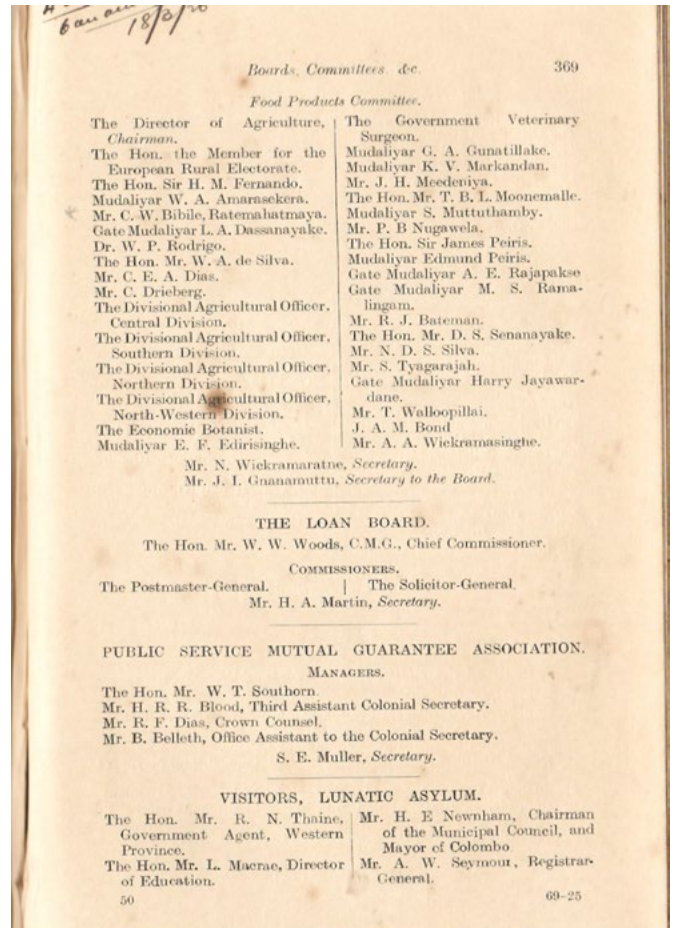 18/3/
Boards, Committees, &c. 369
Food Products Committee.
The Director of Agriculture,
Chairman.
The Hon. the Member for the
European Rural Electorate.
The Hon. Sir H. M. Fernando.
Mudaliyar W. A. Amarasekera.
Mr. C. W. Bibile, Ratemahatmaya.
Gate Mudaliyar L. A. Dassanayake.
Dr. W. P. Rodrigo.
The Hon. Mr. W. A. de Silva.
Mr. C. E. A. Dias.
Mr. C. Drieberg.
The Divisional Agricultural Officer,
Central Division.
The Divisional Agricultural Officer,
Southern Division.
The Divisional Agricultural Officer,
Northern Division.
The Divisional Agricultural Officer,
North-Western Division.
The Economic Botanist.
Mudaliyar E. F. Edirisinghe.
The Government Veterinary
Surgeon.
Mudaliyar G. A. Gunatillake.
Mudaliyar K. V. Markandan.
Mr. J. H. Meedeniya.
The Hon. Mr. T. B. L. Moonemalle.
Mudaliyar S. Muttuthamby.
Mr. P. B Nugawela.
The Hon. Sir James Peiris.
Mudaliyar Edmund Peiris.
Gate Mudaliyar A. E. Rajapakse
Gate Mudaliyar M. S. Rama-
lingam.
Mr. R. J. Bateman.
The Hon. Mr. D. S. Senanayake.
Mr. N. D. S. Silva.
Mr. S. Tyagarajah.
Gate Mudaliyar Harry Jayawar-
dane.
Mr. T. Walloopillai.
J. A. M. Bond
Mr. A. A. Wickramasinghe.
Mr. N. Wickramaratne, Secretary.
Mr. J. I. Gnanamuttu, Secretary to the Board.
THE LOAN BOARD.
The Hon. Mr. W. W. Woods, C.M.G., Chief Commissioner.
COMMISSIONERS.
The Postmaster-General. The Solicitor-General.
Mr. H. A. Martin, Secretary.
PUBLIC SERVICE MUTUAL GUARANTEE ASSOCIATION.
MANAGERS.
The Hon. Mr. W. T. Southorn.
Mr. H. R. R. Blood, Third Assistant Colonial Secretary.
Mr. R. F. Dias, Crown Counsel.
Mr. B. Belleth, Office Assistant to the Colonial Secretary.
S. E. Muller, Secretary.
VISITORS, LUNATIC ASYLUM.
The Hon. Mr. R. N. Thaine,
Government Agent, Western
Province.
The Hon. Mr. L. Macrae, Director
of Education.
Mr. H. E Newnham, Chairman
of the Municipal Council, and
Mayor of Colombo
Mr. A. W. Seymour, Registrar-
General.
50 69-25